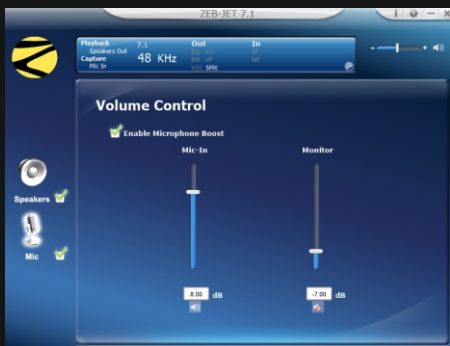 ZEB-JET 7.1
Playback 7.1 Out In
Speakers Out
Capture 48 KHz
Mic In
VSS SMX
Volume Control
Enable Microphone Boost
Mic-In Monitor
Speakers
Mic
8.00 dB -7.00 dB